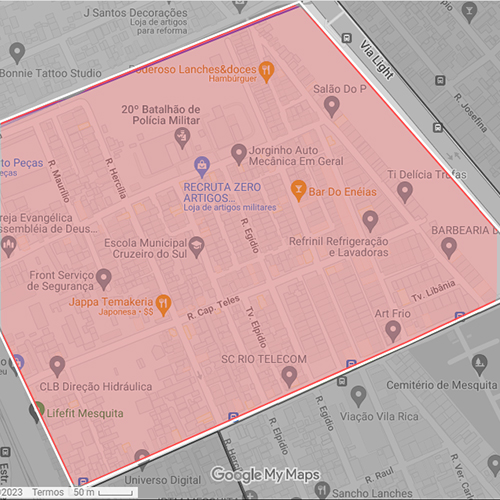 J Santos Decorações
Loja de artigos
para reforma...
Bonnie Tattoo Studio
Via Light
R. Josefina
Poderoso Lanches&doces
Hambúrguer
Salão Do P
20º Batalhão de
Polícia Militar
Jorginho Auto
Mecânica Em Geral
to Peças
eças
R. Maurílio
R. Hercília
RECRUTA ZERO
ARTIGOS...
Loja de artigos militares
Ti Delícia Trufas
Bar Do Enéias
reja Evangélica
ssembléia de Deus...
R. Egídio
Escola Municipal
Cruzeiro do Sul
Refrinil Refrigeração
e Lavadoras
BARBEARIA D
Front Serviço
de Segurança
Tv. Libânia
Jappa Temakeria
Japonesa • $$
R. Cap. Teles
Tv. Elpídio
Art Frio
SC RIO TELECOM
CLB Direção Hidráulica
Cemitério de Mesquita
Lifefit Mesquita
Viação Vila Rica
R. Elpídio
R. Her
Estr.
Universo Digital
Google My Maps
R. Raul
R. Ver Carl
Sancho Lanches
©2023 Termos 50 m